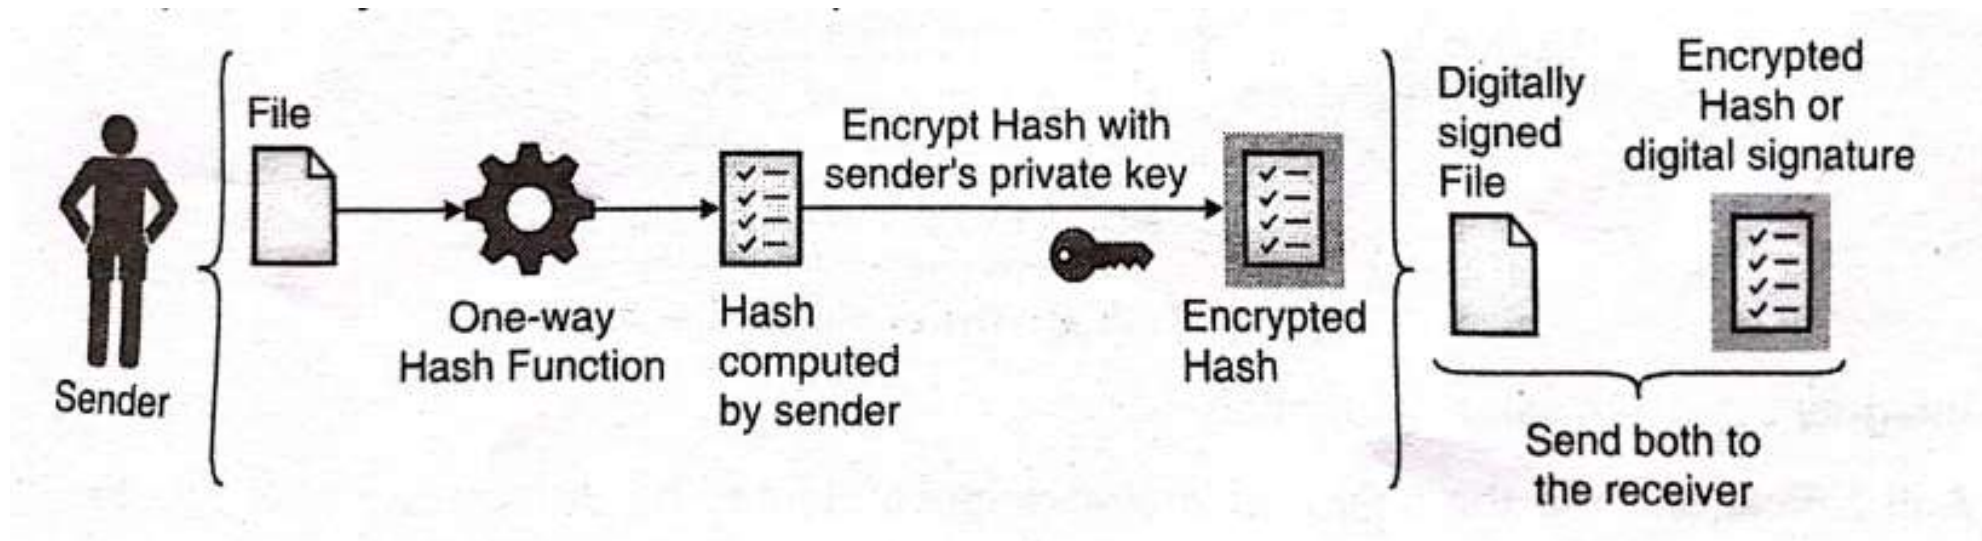 File
Sender
One-way
Hash Function
Hash
computed
by sender
Encrypt Hash with
sender's private key
Encrypted
Hash
Digitally
signed
File
Encrypted
Hash or
digital signature
Send both to
the receiver